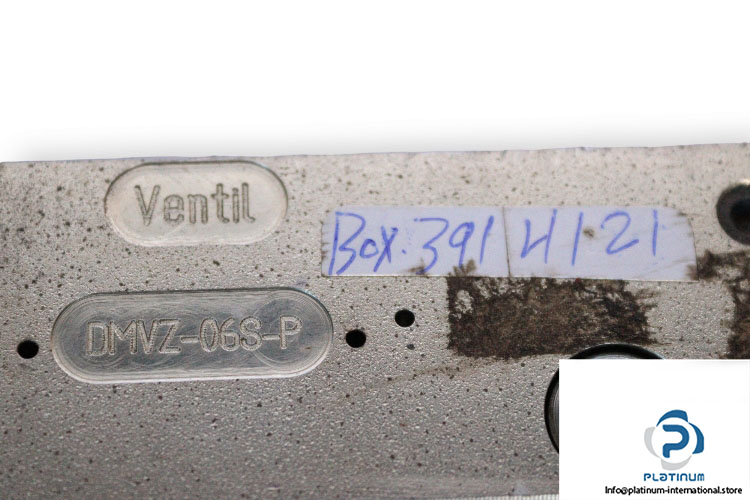 Ventil
Box.391 4121
DMVZ-06S-P
PLATINUM
Info@platinum-international.store